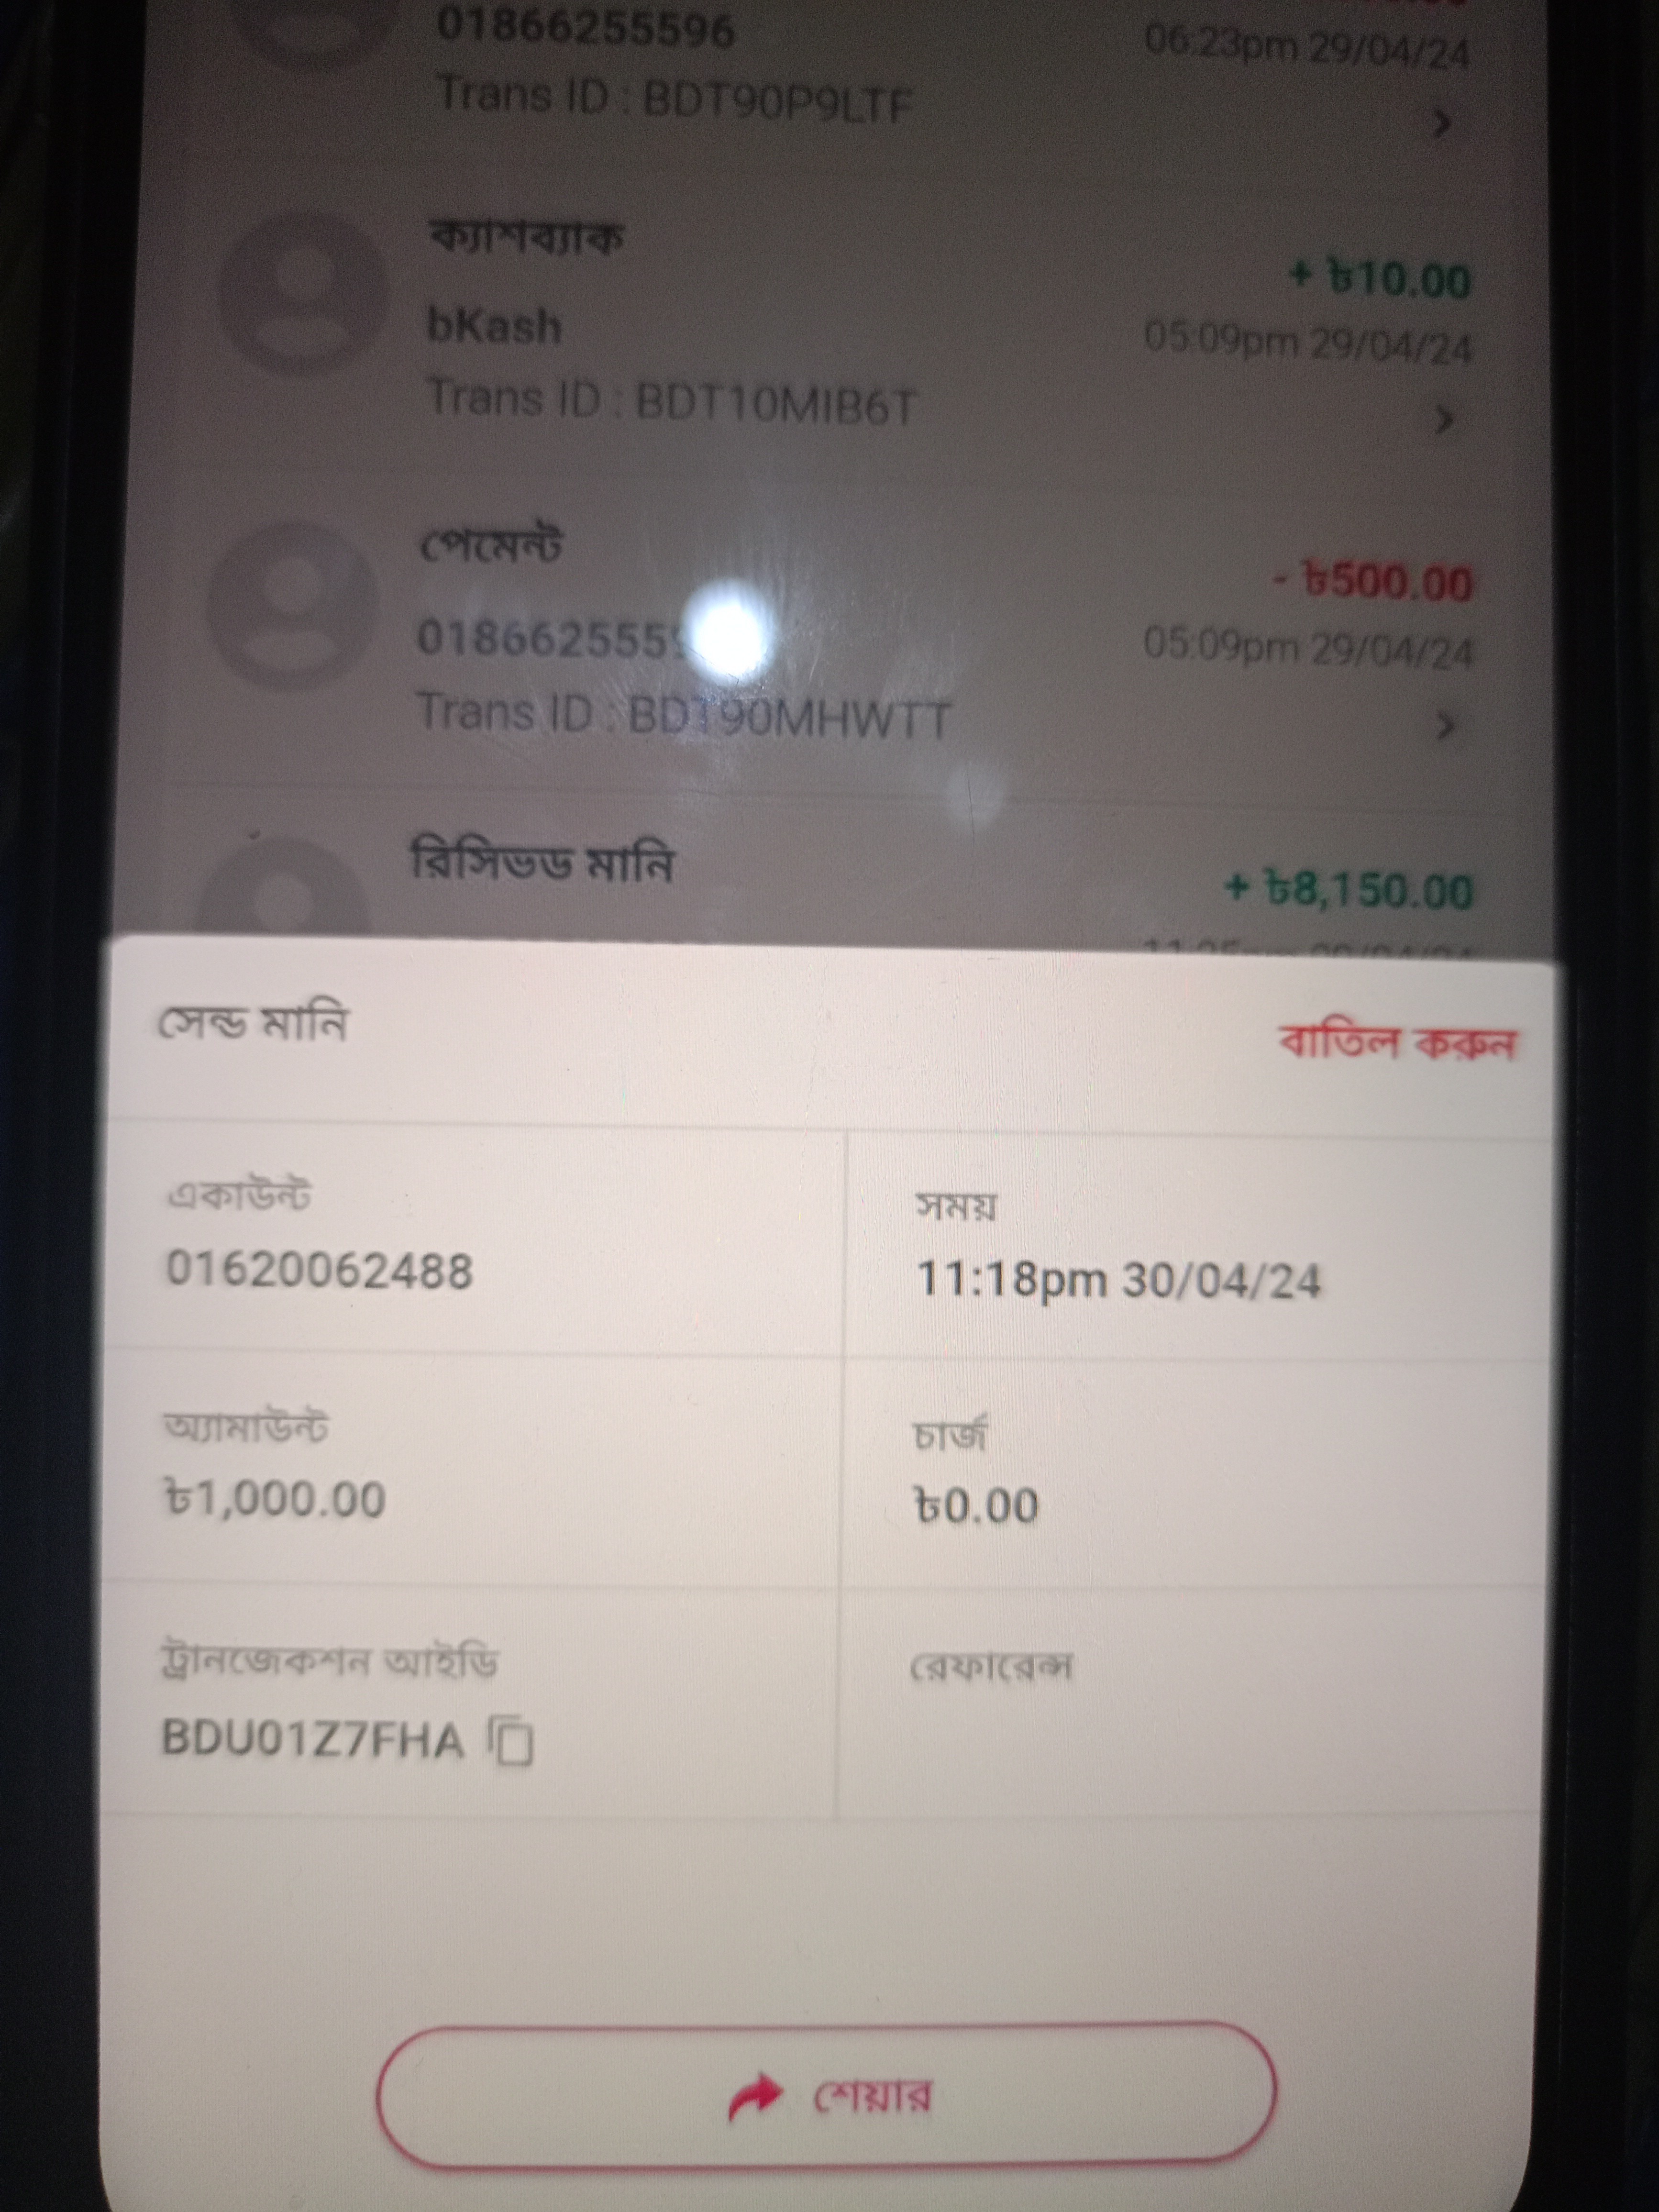 01866255596
06:23pm 29/04/24
Trans ID : BDT90P9LTF
ক্যাশব্যাক
+ ৳10.00
bKash
05:09pm 29/04/24
Trans ID : BDT10MIB6T
পেমেন্ট
- ৳500.00
05:09pm 29/04/24
Trans ID : BDT90MHWTT
রিসিভড মানি
+ ৳8,150.00
সেন্ড মানি
বাতিল করুন
একাউন্ট
সময়
01620062488
11:18pm 30/04/24
অ্যামাউন্ট
চার্জ
৳1,000.00
৳0.00
ট্রানজেকশন আইডি
রেফারেন্স
BDU01Z7FHA
শেয়ার